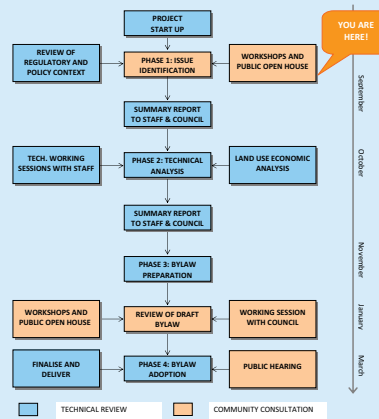 PROJECT
START UP
YOU ARE
HERE!
REVIEW OF
REGULATORY AND
POLICY CONTEXT
PHASE 1: ISSUE
IDENTIFICATION
WORKSHOPS AND
PUBLIC OPEN HOUSE
September
SUMMARY REPORT
TO STAFF & COUNCIL
TECH. WORKING
SESSIONS WITH STAFF
PHASE 2: TECHNICAL
ANALYSIS
LAND USE ECONOMIC
ANALYSIS
October
SUMMARY REPORT
TO STAFF & COUNCIL
November
PHASE 3: BYLAW
PREPARATION
WORKSHOPS AND
PUBLIC OPEN HOUSE
REVIEW OF DRAFT
BYLAW
WORKING SESSION
WITH COUNCIL
January
FINALISE AND
DELIVER
PHASE 4: BYLAW
ADOPTION
PUBLIC HEARING
March
TECHNICAL REVIEW
COMMUNITY CONSULTATION